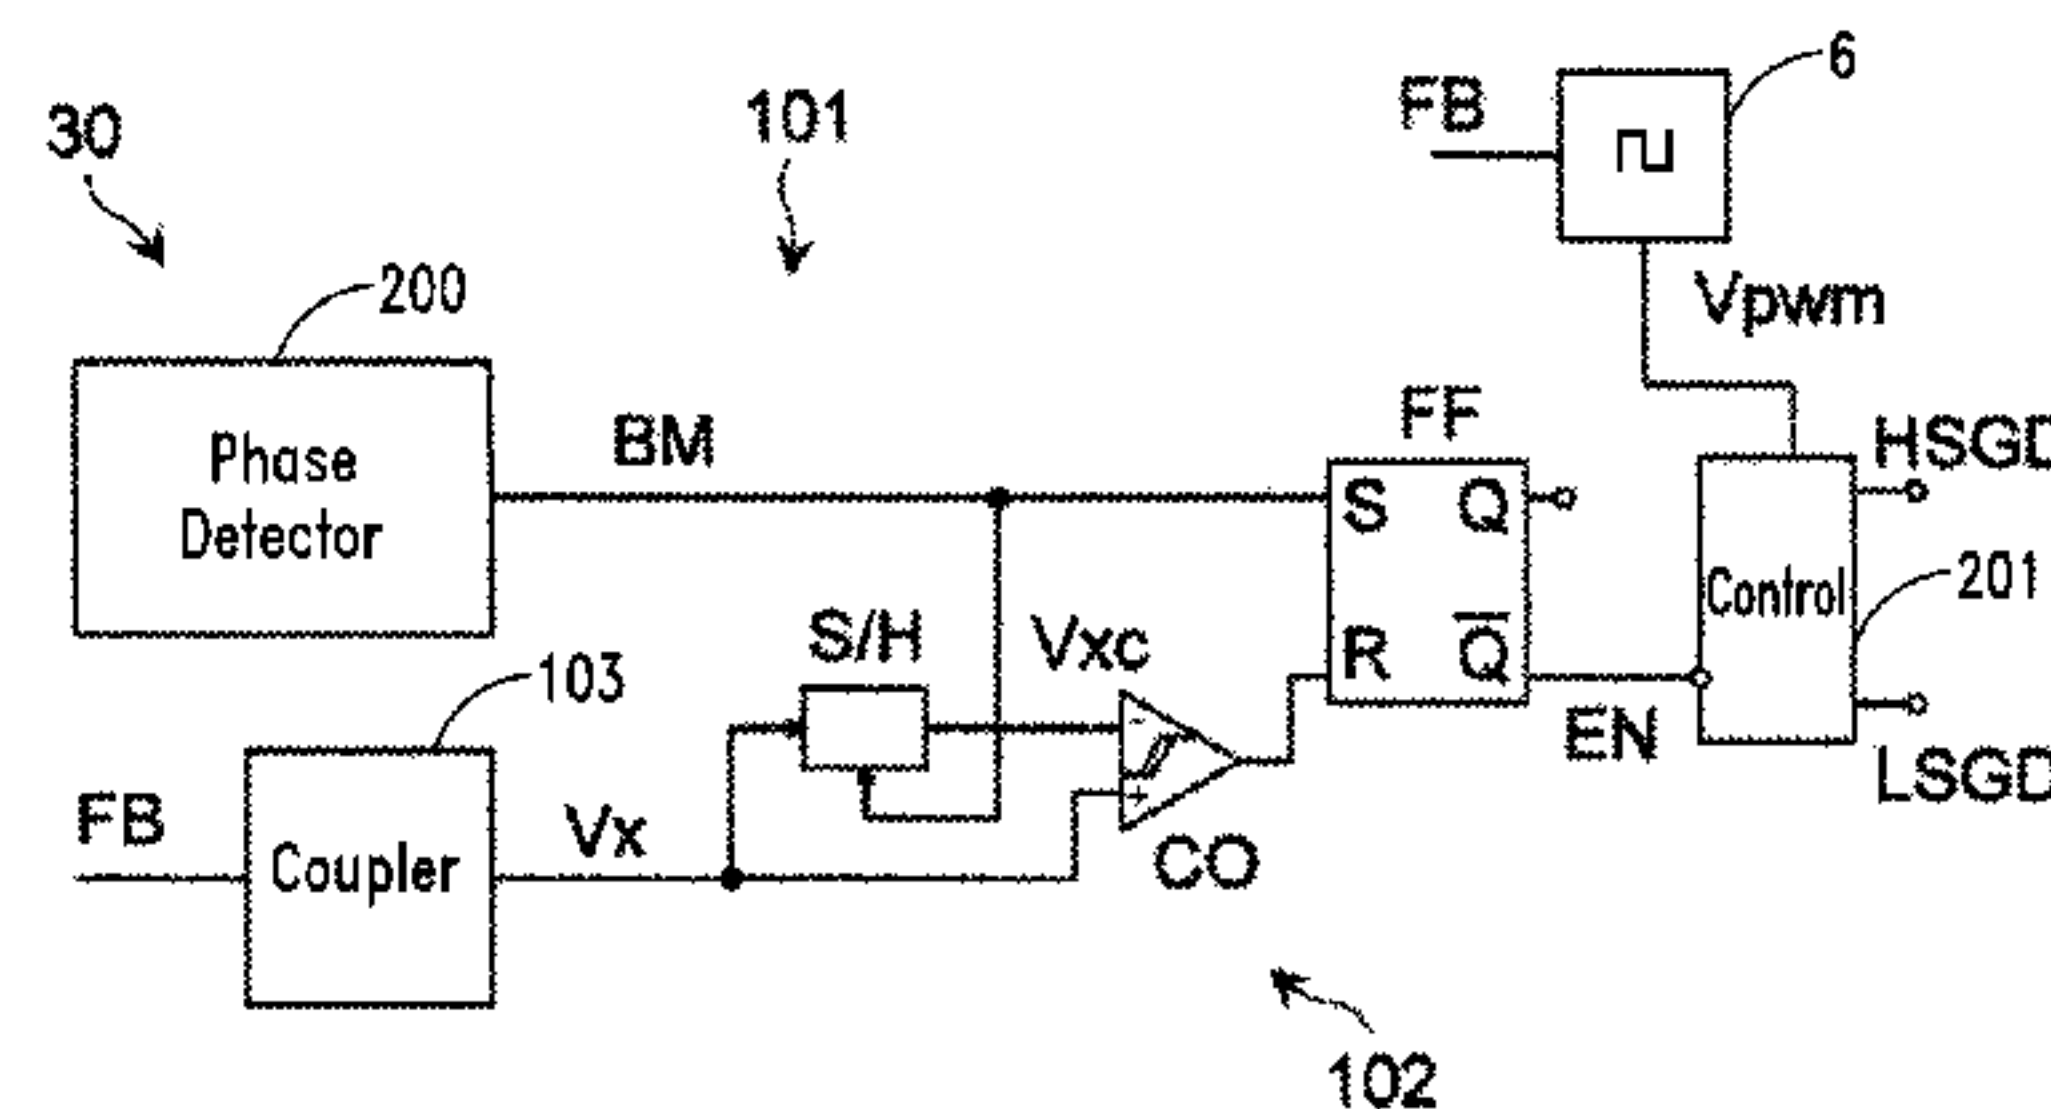 30
101
FB
6
200
Vpwm
Phase
Detector
BM
FF
HSGD
S
Q
Control
201
S/H
Vxc
R
Q̅
103
-
+
EN
LSGD
FB
Coupler
Vx
CO
102